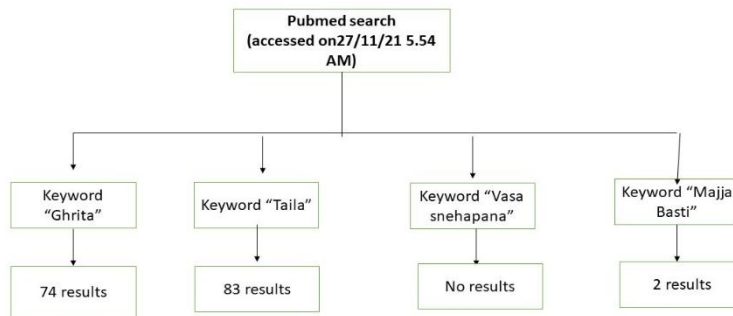 Pubmed search
(accessed on27/11/21 5.54
AM)
Keyword
“Ghrita”
Keyword “Taila”
Keyword “Vasa
snehapana”
Keyword “Majja
Basti”
74 results
83 results
No results
2 results